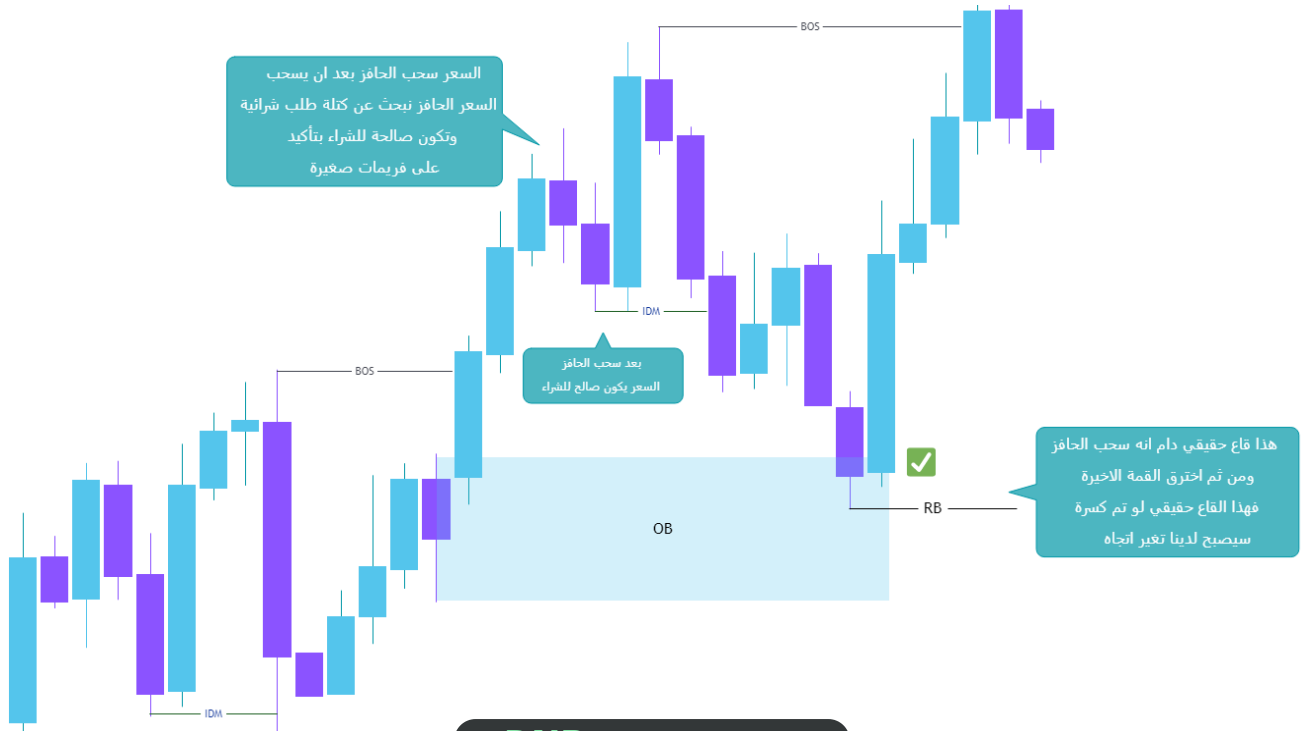 BOS
السعر سحب الحافز بعد ان يسحب
السعر الحافز نبحث عن كتلة طلب شرائية
وتكون صالحة للشراء بتأكيد
على فريمات صغيرة
IDM
بعد سحب الحافز
السعر يكون صالح للشراء
BOS
هذا قاع حقيقي دام انه سحب الحافز
ومن ثم اخترق القمة الاخيرة
فهذا القاع حقيقي لو تم كسرة
سيصبح لدينا تغير اتجاه
RB
OB
IDM